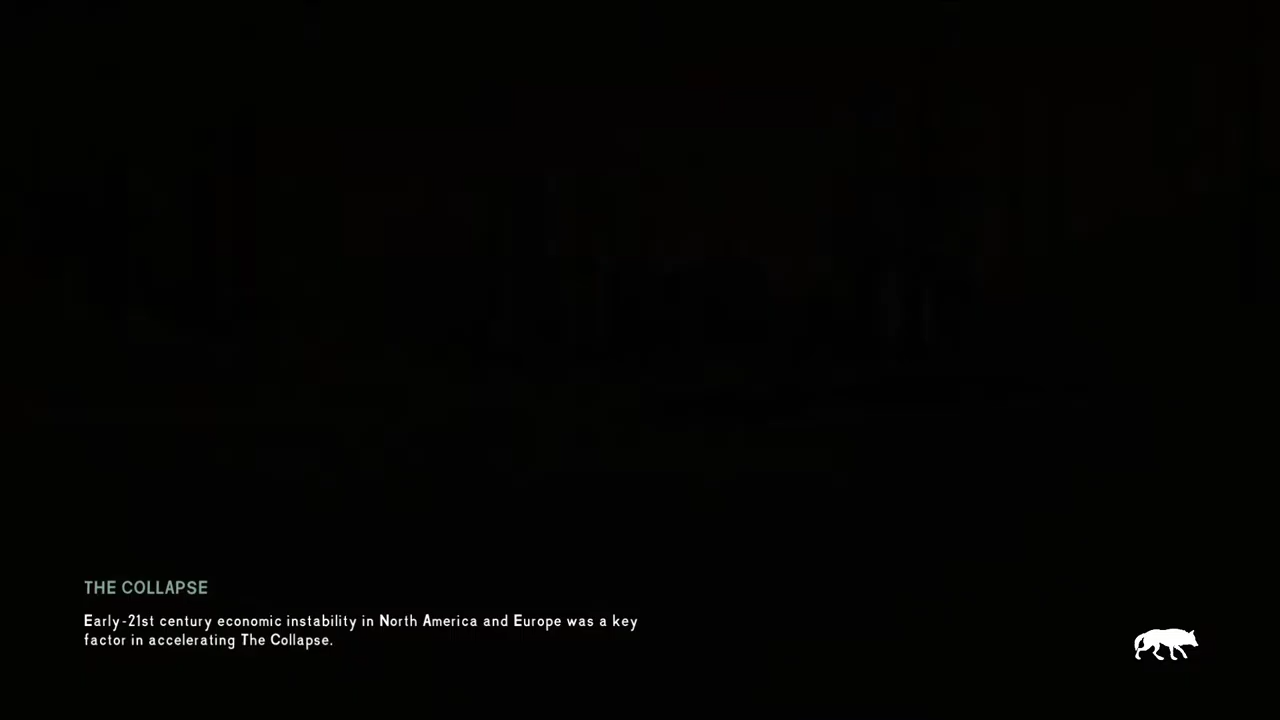 THE COLLAPSE
Early-21st century economic instability in North America and Europe was a key
factor in accelerating The Collapse.